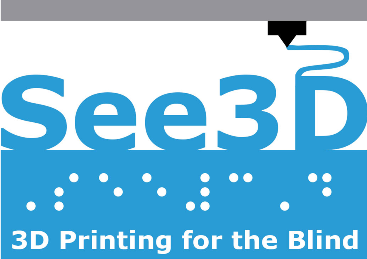 See3D
⠠⠎⠑⠑⠼⠉⠠⠙
3D Printing for the Blind